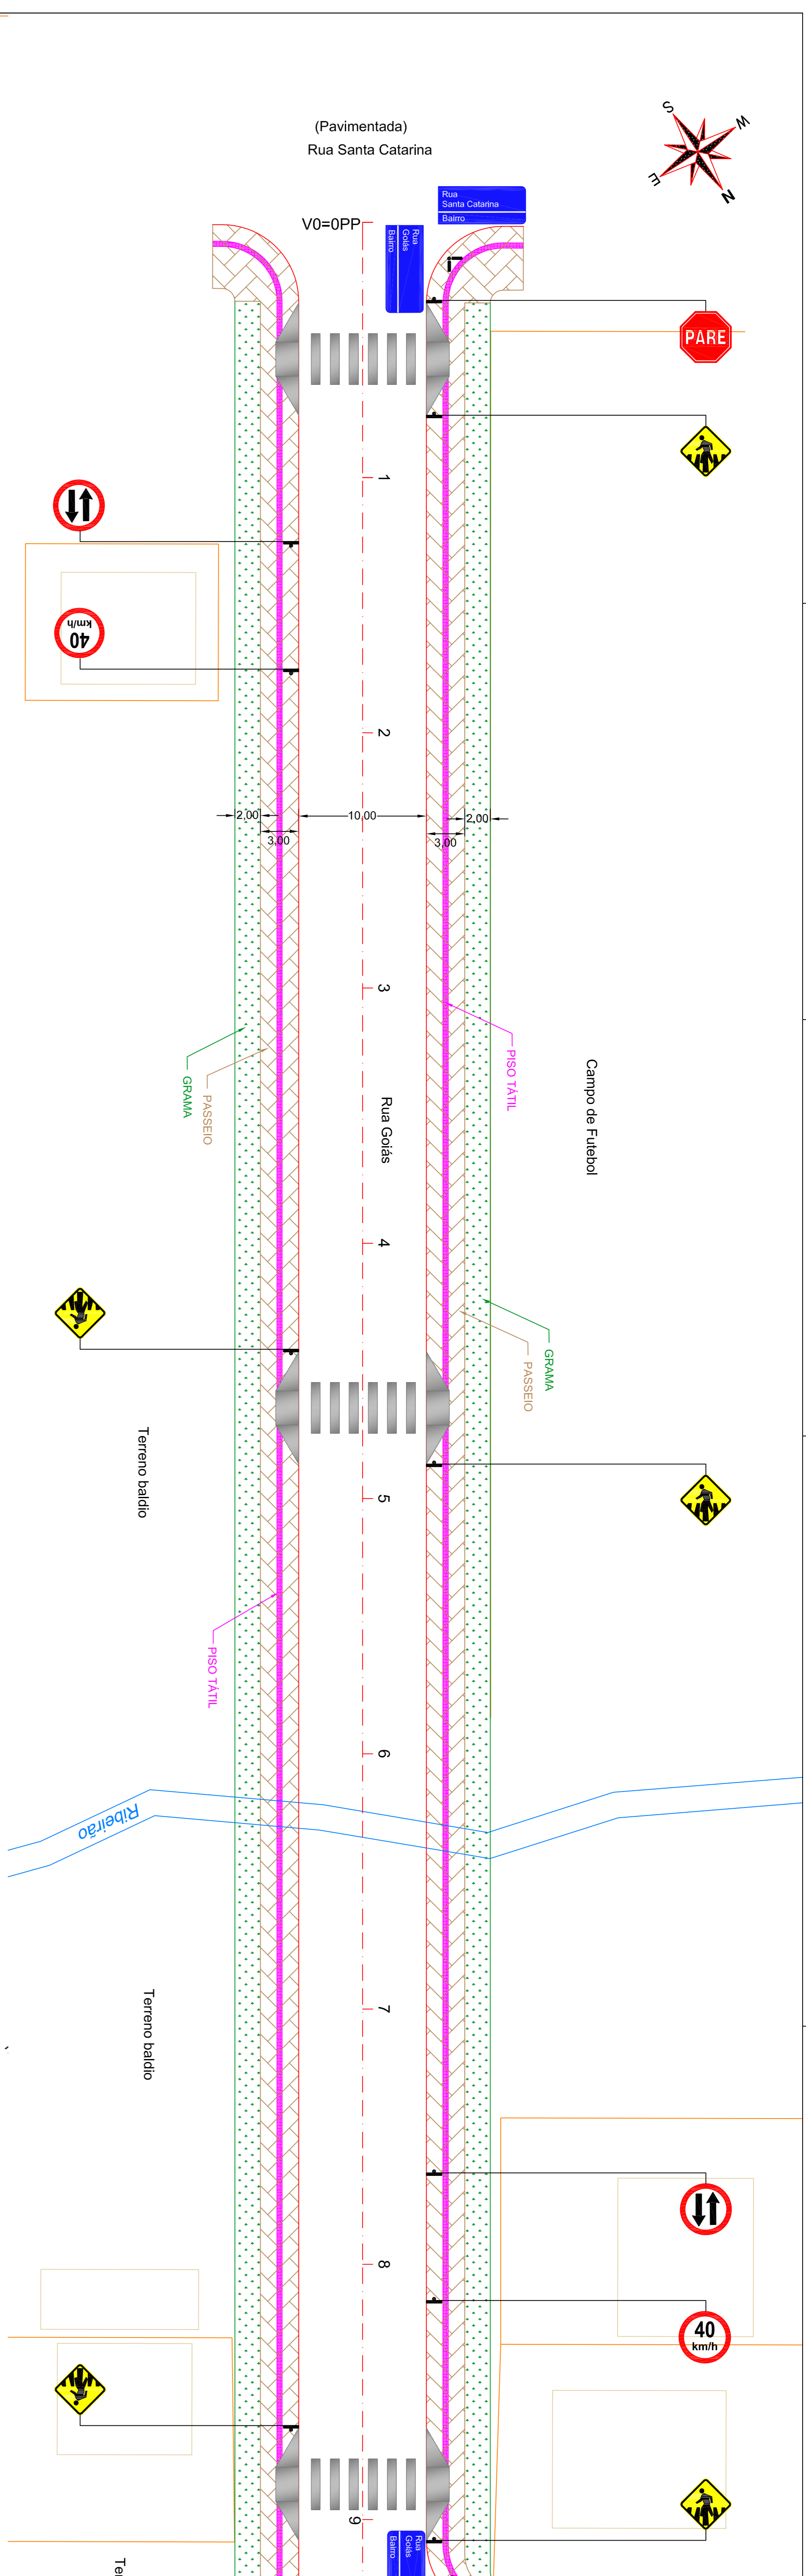 S
W
E
N
(Pavimentada)
Rua Santa Catarina
V0=0PP
Rua
Santa Catarina
Bairro
Rua
Goiás
Bairro
PARE
1
40
km/h
2
2,00
3,00
10,00
3,00
2,00
3
PISO TÁTIL
GRAMA
PASSEIO
Rua Goiás
Campo de Futebol
4
GRAMA
PASSEIO
Terreno baldio
5
PISO TÁTIL
6
Ribeirão
7
Terreno baldio
8
40
km/h
9
Rua
Goiás
Bairro